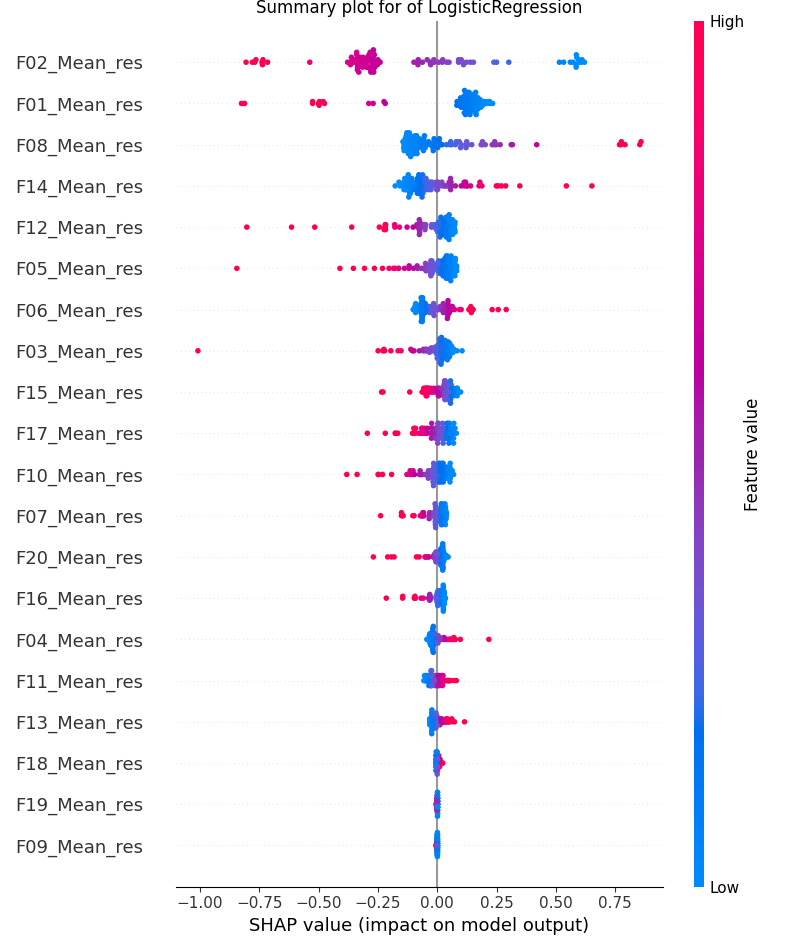 Summary plot for of LogisticRegression
High
F02_Mean_res
F01_Mean_res
F08_Mean_res
F14_Mean_res
F12_Mean_res
F05_Mean_res
F06_Mean_res
F03_Mean_res
F15_Mean_res
F17_Mean_res
F10_Mean_res
F07_Mean_res
F20_Mean_res
F16_Mean_res
F04_Mean_res
F11_Mean_res
F13_Mean_res
F18_Mean_res
F19_Mean_res
F09_Mean_res
Feature value
Low
−1.00 −0.75 −0.50 −0.25 0.00 0.25 0.50 0.75
SHAP value (impact on model output)